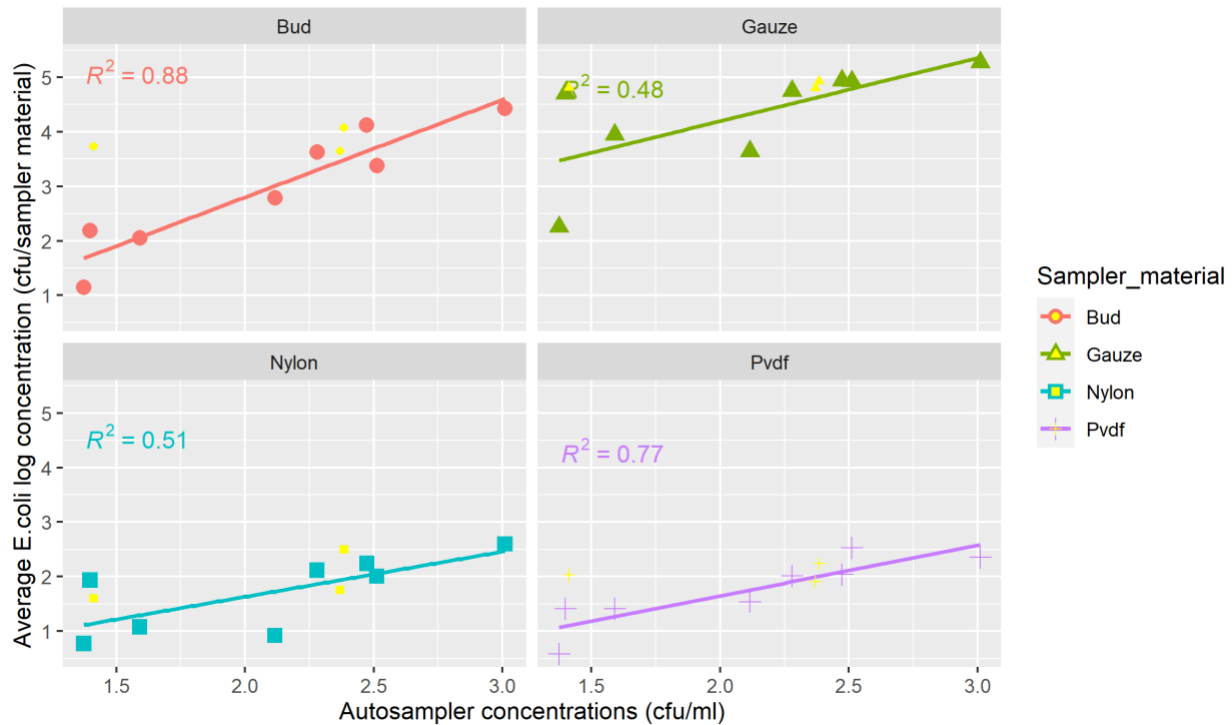 Bud
Gauze
R² = 0.88
R² = 0.48
5
4
3
2
1
Nylon
Pvdf
R² = 0.51
R² = 0.77
5
4
3
2
1
1.5 2.0 2.5 3.0
1.5 2.0 2.5 3.0
Autosampler concentrations (cfu/ml)
Average E.coli log concentration (cfu/sampler material)
Sampler_material
Bud
Gauze
Nylon
Pvdf